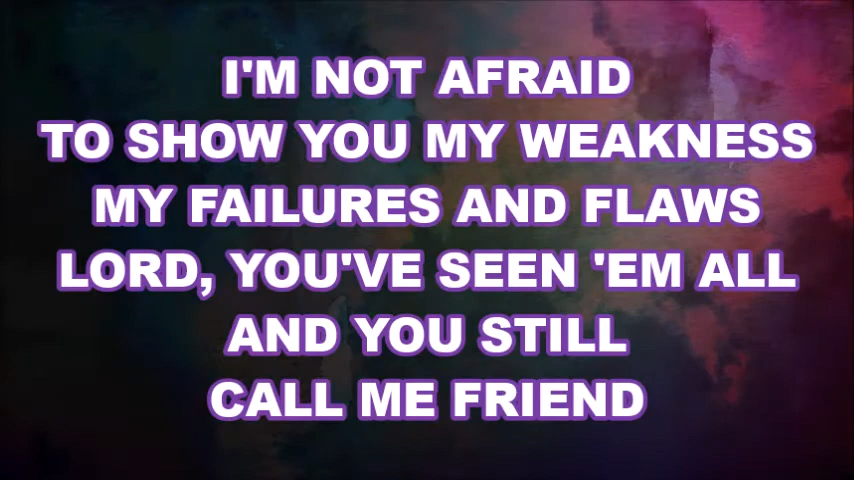 I'M NOT AFRAID
TO SHOW YOU MY WEAKNESS
MY FAILURES AND FLAWS
LORD, YOU'VE SEEN 'EM ALL
AND YOU STILL
CALL ME FRIEND